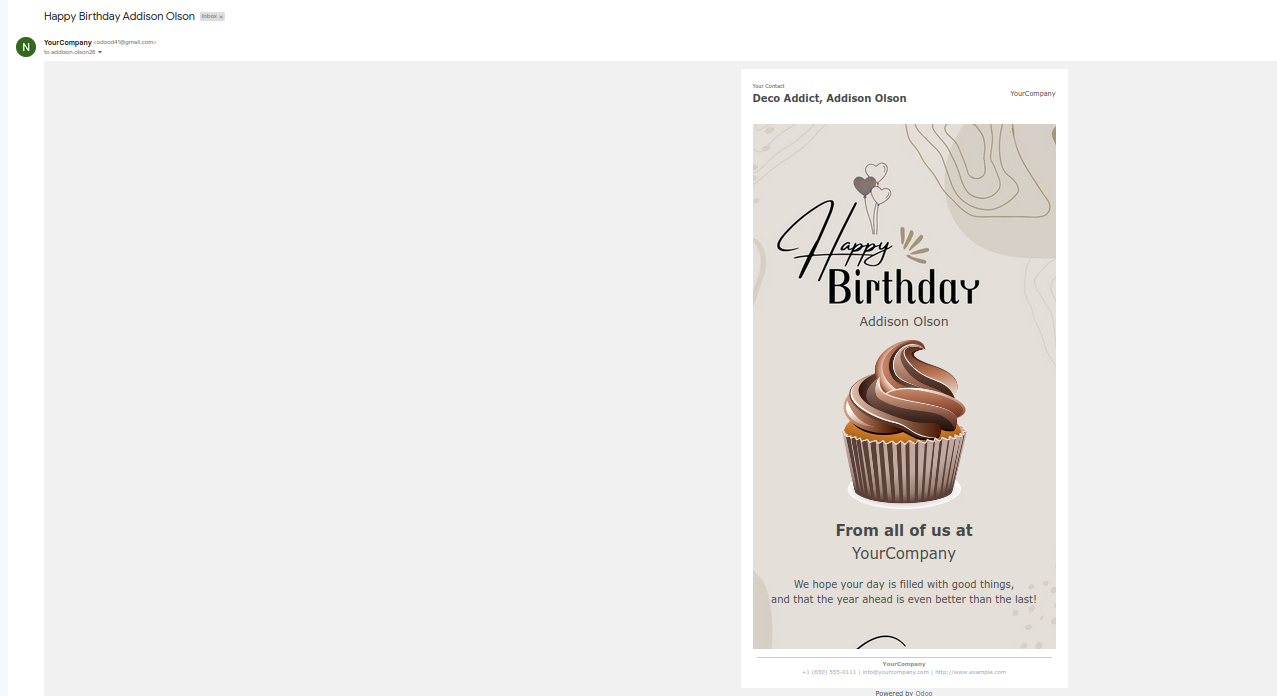 Happy Birthday Addison Olson Inbox x
N
YourCompany <odood41@gmail.com>
to addison.olson28
Your Contact
Deco Addict, Addison Olson
YourCompany
Happy
Birthday
Addison Olson
From all of us at
YourCompany
We hope your day is filled with good things,
and that the year ahead is even better than the last!
YourCompany
+1 (650) 555-0111 | info@yourcompany.com | http://www.example.com
Powered by Odoo